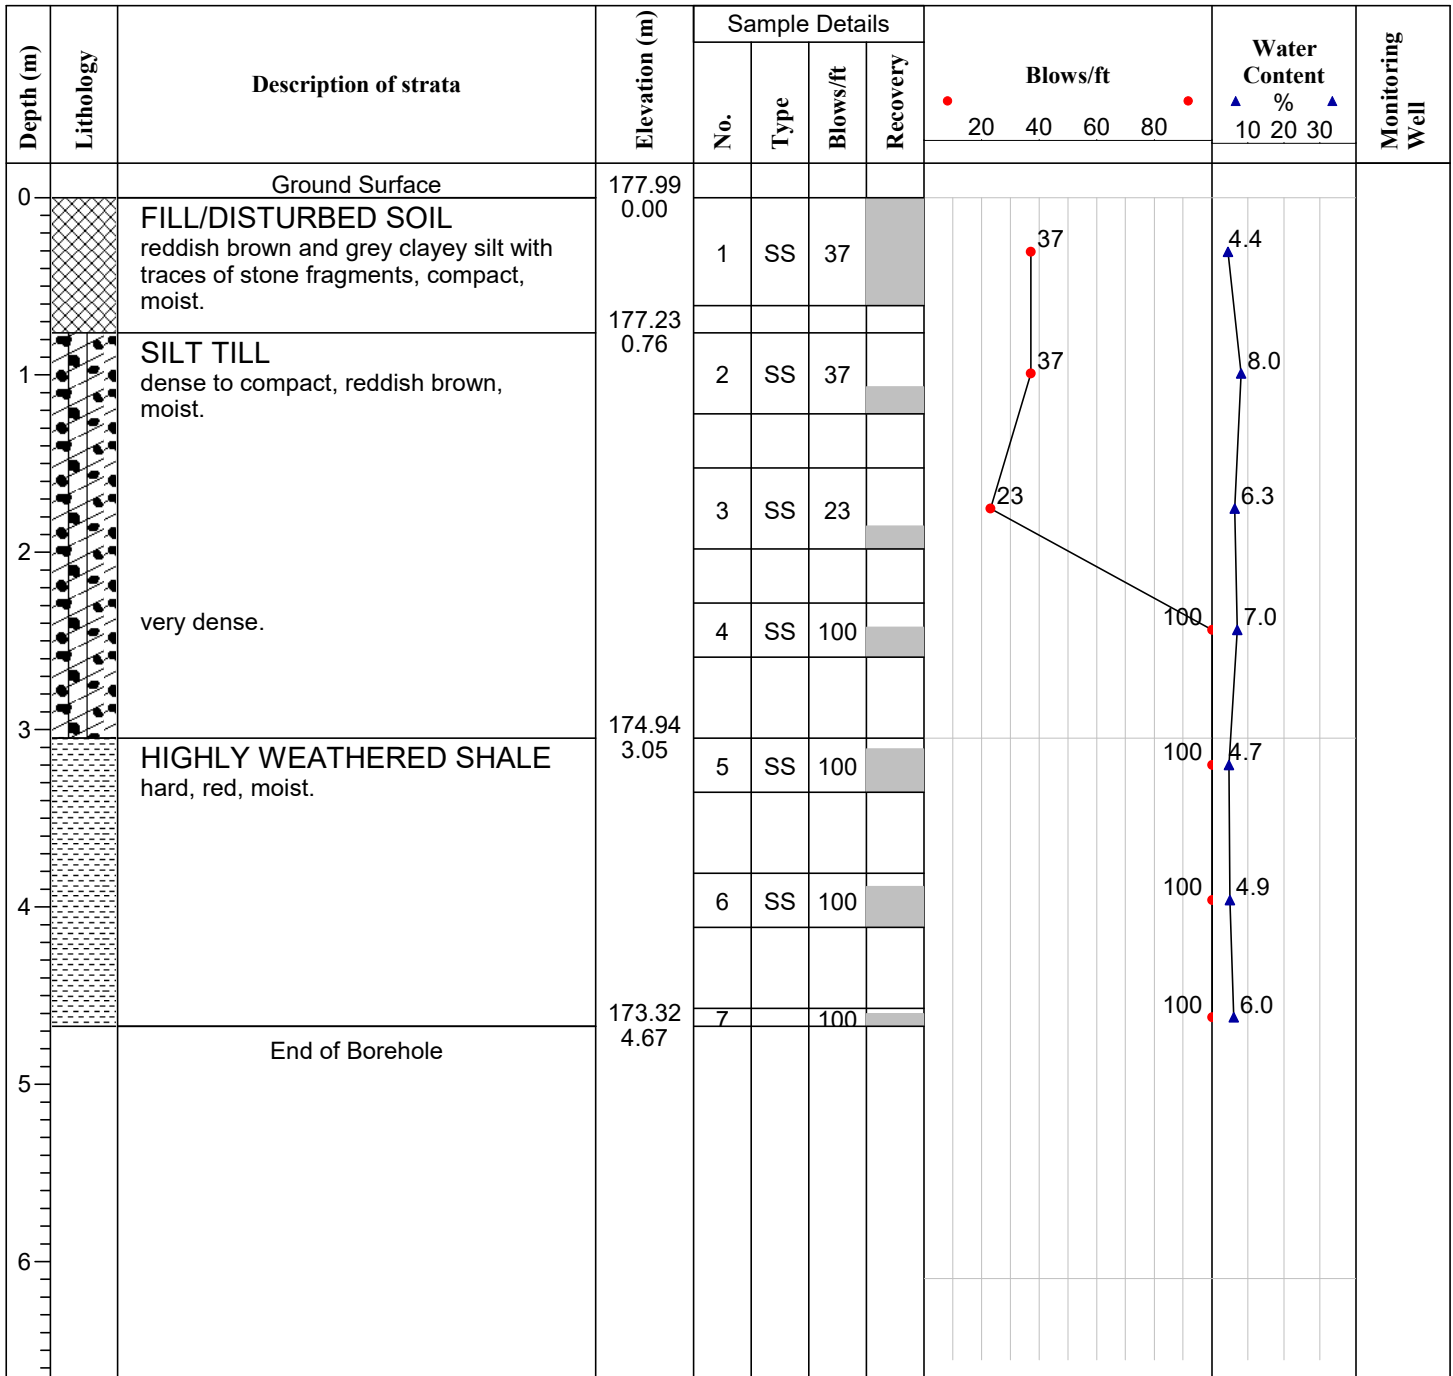 Depth (m)
Lithology
Description of strata
Elevation (m)
Sample Details
No.
Type
Blows/ft
Recovery
Blows/ft
20 40 60 80
Water
Content
%
10 20 30
Monitoring
Well
Ground Surface
177.99
0
0.00
FILL/DISTURBED SOIL
reddish brown and grey clayey silt with
traces of stone fragments, compact,
moist.
1 SS 37
37
4.4
177.23
0.76
SILT TILL
dense to compact, reddish brown,
moist.
1
2 SS 37
37
8.0
3 SS 23
23
6.3
2
very dense.
4 SS 100
100
7.0
3
174.94
3.05
HIGHLY WEATHERED SHALE
hard, red, moist.
5 SS 100
100
4.7
4
6 SS 100
100
4.9
173.32
4.67
7 100
100
6.0
End of Borehole
5
6